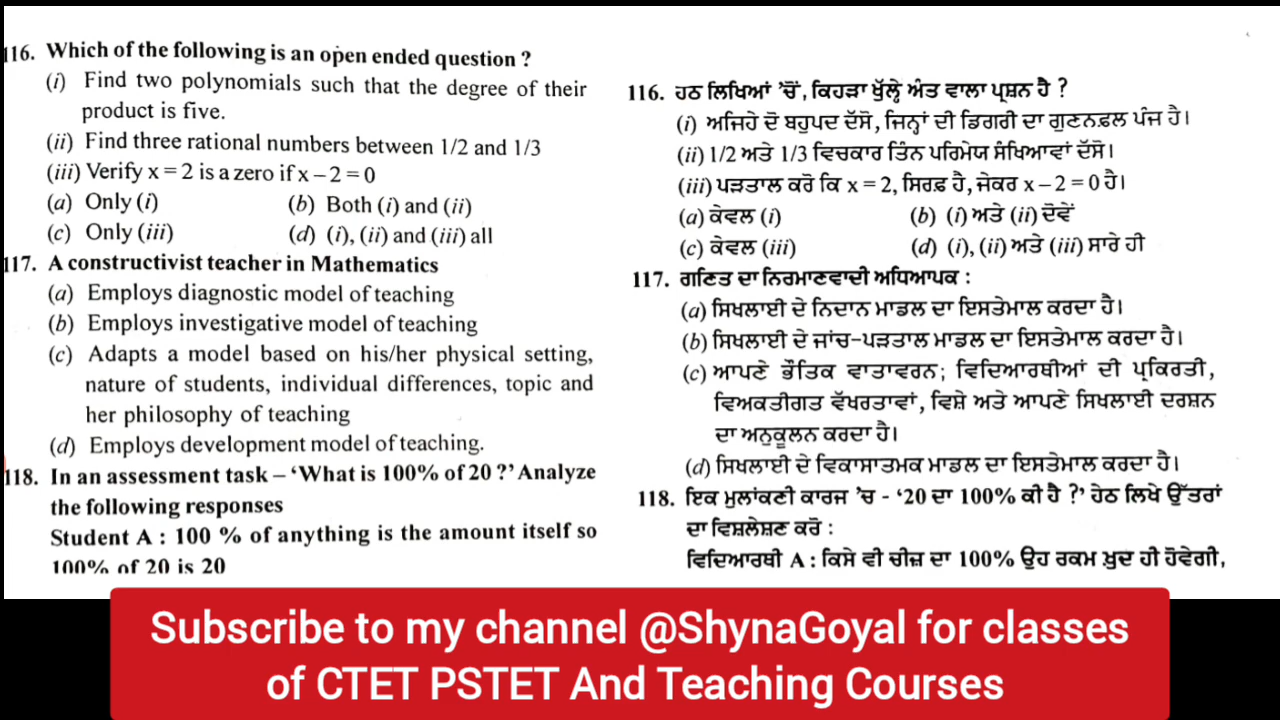 116. Which of the following is an open ended question ?
(i) Find two polynomials such that the degree of their
product is five.
(ii) Find three rational numbers between 1/2 and 1/3
(iii) Verify x = 2 is a zero if x – 2 = 0
(a) Only (i) (b) Both (i) and (ii)
(c) Only (iii) (d) (i), (ii) and (iii) all
117. A constructivist teacher in Mathematics
(a) Employs diagnostic model of teaching
(b) Employs investigative model of teaching
(c) Adapts a model based on his/her physical setting,
nature of students, individual differences, topic and
her philosophy of teaching
(d) Employs development model of teaching.
118. In an assessment task – ‘What is 100% of 20 ?’ Analyze
the following responses
Student A : 100 % of anything is the amount itself so
100% of 20 is 20
116. ਹਠ ਲਿਖਿਆਂ ’ਚੋਂ, ਕਿਹੜਾ ਖੁੱਲ੍ਹੇ ਅੰਤ ਵਾਲਾ ਪ੍ਰਸ਼ਨ ਹੈ ?
(i) ਅਜਿਹੇ ਦੋ ਬਹੁਪਦ ਦੱਸੋ, ਜਿਨ੍ਹਾਂ ਦੀ ਡਿਗਰੀ ਦਾ ਗੁਣਨਫ਼ਲ ਪੰਜ ਹੈ।
(ii) 1/2 ਅਤੇ 1/3 ਵਿਚਕਾਰ ਤਿੰਨ ਪਰਿਮੇਯ ਸੰਖਿਆਵਾਂ ਦੱਸੋ।
(iii) ਪੜਤਾਲ ਕਰੋ ਕਿ x = 2, ਸਿਰਫ਼ ਹੈ, ਜੇਕਰ x – 2 = 0 ਹੈ।
(a) ਕੇਵਲ (i) (b) (i) ਅਤੇ (ii) ਦੋਵੇਂ
(c) ਕੇਵਲ (iii) (d) (i), (ii) ਅਤੇ (iii) ਸਾਰੇ ਹੀ
117. ਗਣਿਤ ਦਾ ਨਿਰਮਾਣਵਾਦੀ ਅਧਿਆਪਕ :
(a) ਸਿਖਲਾਈ ਦੇ ਨਿਦਾਨ ਮਾਡਲ ਦਾ ਇਸਤੇਮਾਲ ਕਰਦਾ ਹੈ।
(b) ਸਿਖਲਾਈ ਦੇ ਜਾਂਚ-ਪੜਤਾਲ ਮਾਡਲ ਦਾ ਇਸਤੇਮਾਲ ਕਰਦਾ ਹੈ।
(c) ਆਪਣੇ ਭੌਤਿਕ ਵਾਤਾਵਰਨ; ਵਿਦਿਆਰਥੀਆਂ ਦੀ ਪ੍ਰਕਿਰਤੀ,
ਵਿਅਕਤੀਗਤ ਵੱਖਰਤਾਵਾਂ, ਵਿਸ਼ੇ ਅਤੇ ਆਪਣੇ ਸਿਖਲਾਈ ਦਰਸ਼ਨ
ਦਾ ਅਨੁਕੂਲਨ ਕਰਦਾ ਹੈ।
(d) ਸਿਖਲਾਈ ਦੇ ਵਿਕਾਸਾਤਮਕ ਮਾਡਲ ਦਾ ਇਸਤੇਮਾਲ ਕਰਦਾ ਹੈ।
118. ਇਕ ਮੁਲਾਂਕਣੀ ਕਾਰਜ ’ਚ - ‘20 ਦਾ 100% ਕੀ ਹੈ ?’ ਹੇਠ ਲਿਖੇ ਉੱਤਰਾਂ
ਦਾ ਵਿਸ਼ਲੇਸ਼ਣ ਕਰੋ :
ਵਿਦਿਆਰਥੀ A : ਕਿਸੇ ਵੀ ਚੀਜ਼ ਦਾ 100% ਉਹ ਰਕਮ ਖ਼ੁਦ ਹੀ ਹੋਵੇਗੀ,
Subscribe to my channel @ShynaGoyal for classes
of CTET PSTET And Teaching Courses